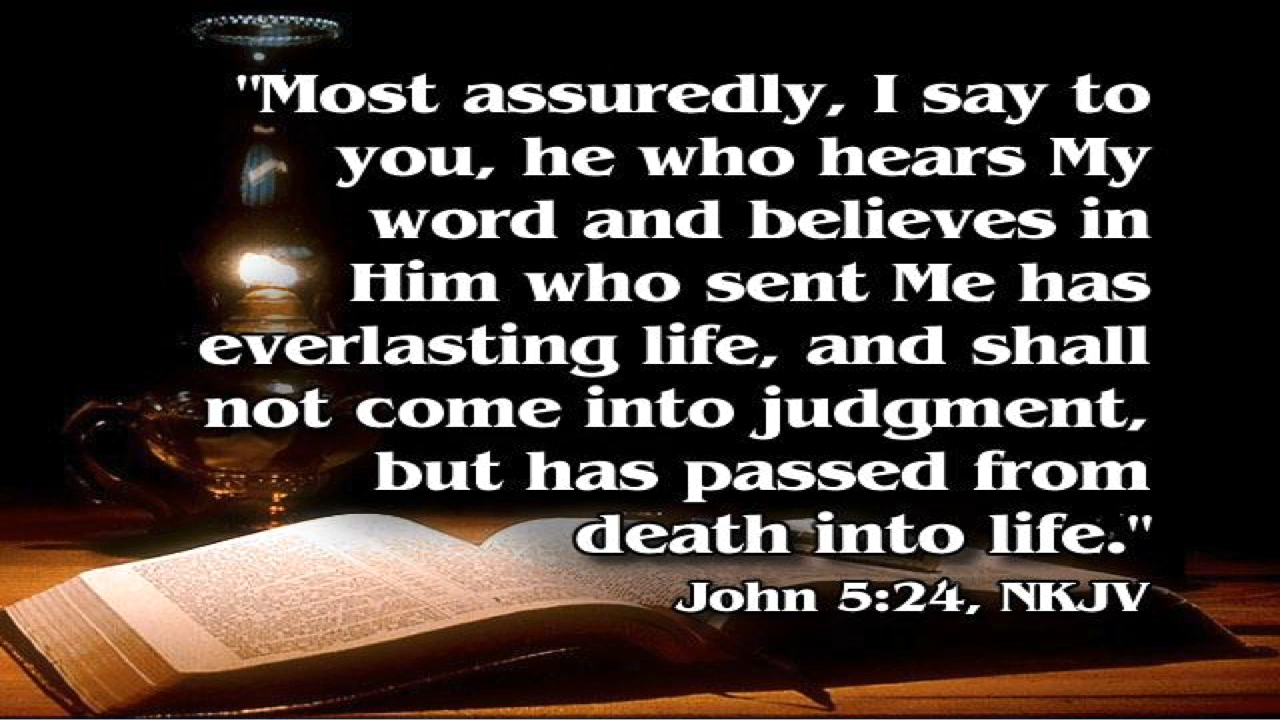 "Most assuredly, I say to
you, he who hears My
word and believes in
Him who sent Me has
everlasting life, and shall
not come into judgment,
but has passed from
death into life."
John 5:24, NKJV